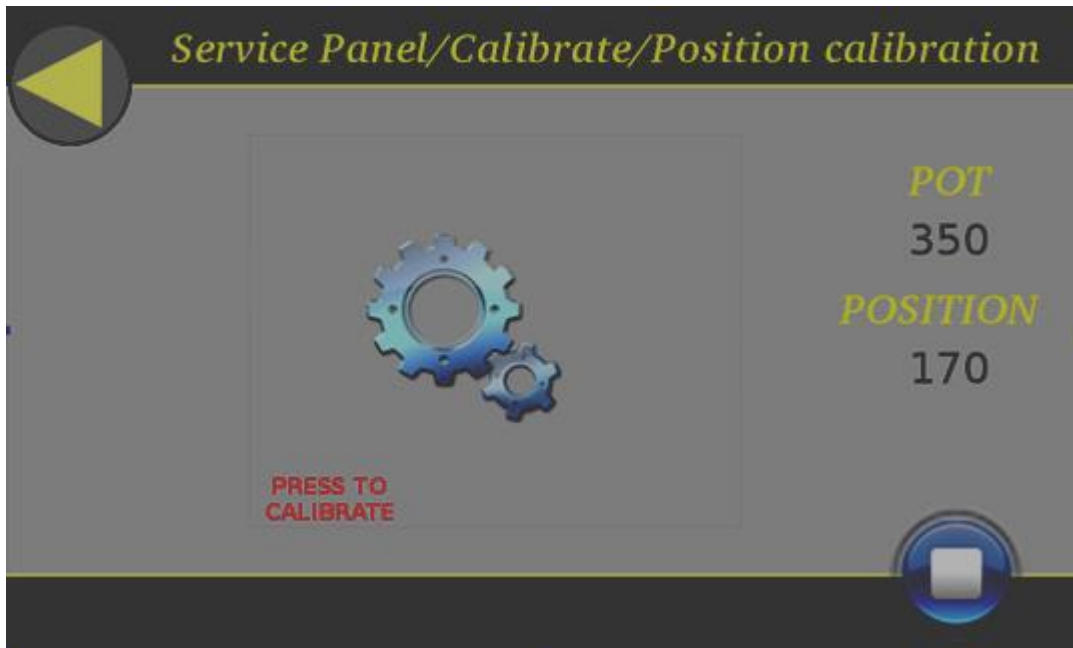 Service Panel/Calibrate/Position calibration
POT
350
POSITION
170
PRESS TO
CALIBRATE